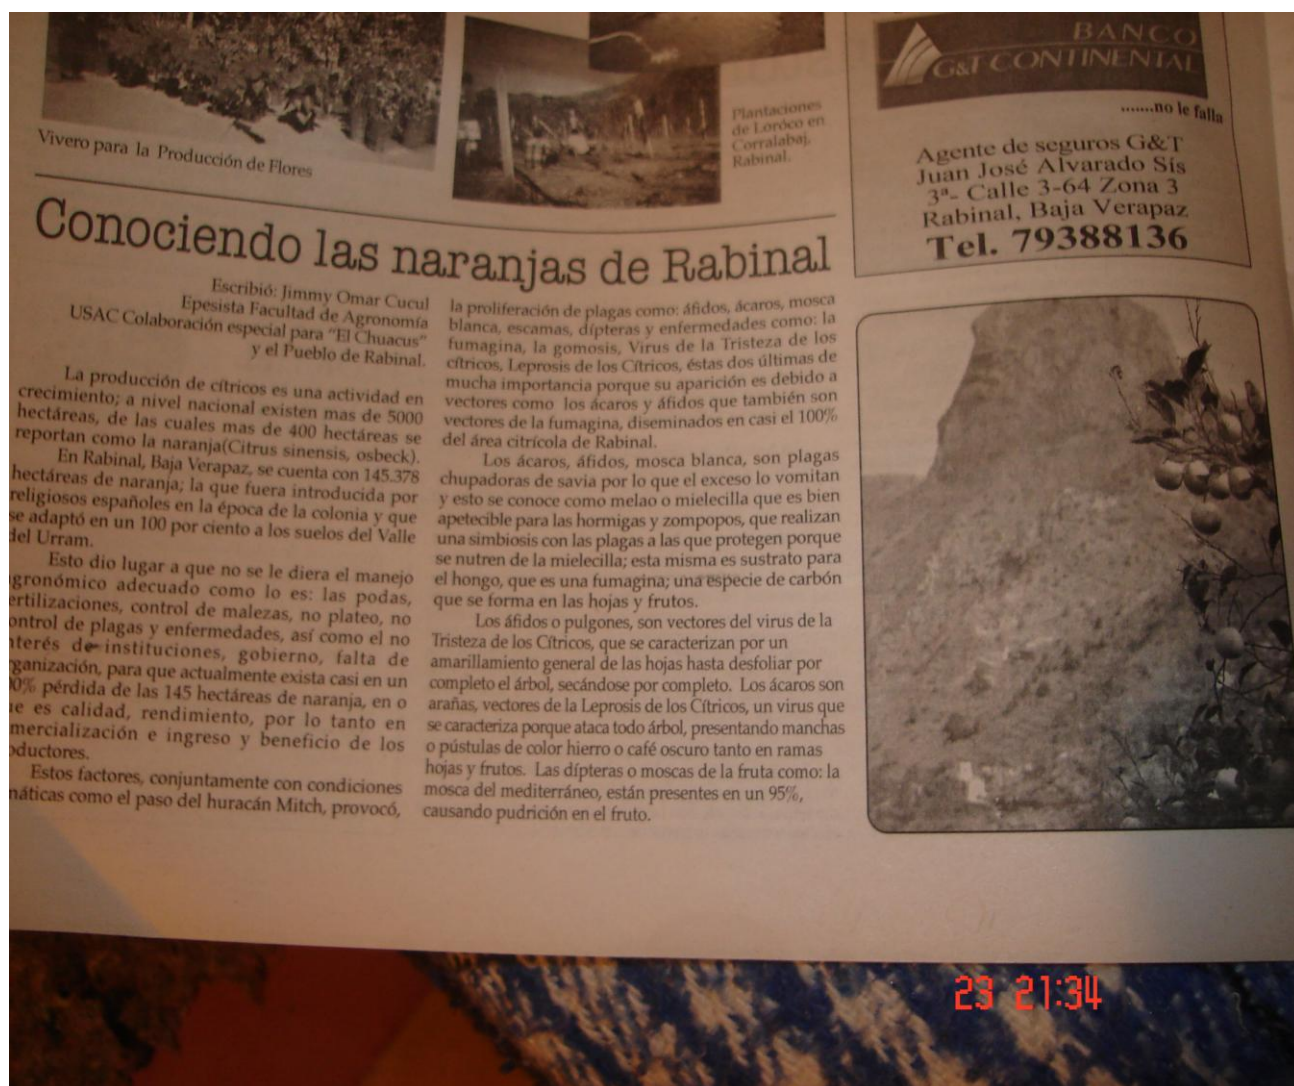 Vivero para la Producción de Flores
Plantaciones
de Loróco en
Corralabaj,
Rabinal.
BANCO
G&T CONTINENTAL
.......no le falla
Agente de seguros G&T
Juan José Alvarado Sis
3ª- Calle 3-64 Zona 3
Rabinal, Baja Verapaz
Tel. 79388136
Conociendo las naranjas de Rabinal
Escribió: Jimmy Omar Cucul
Epesista Facultad de Agronomía
USAC Colaboración especial para "El Chuacus"
y el Pueblo de Rabinal.
La producción de cítricos es una actividad en
crecimiento; a nivel nacional existen mas de 5000
hectáreas, de las cuales mas de 400 hectáreas se
reportan como la naranja(Citrus sinensis, osbeck).
En Rabinal, Baja Verapaz, se cuenta con 145.378
hectáreas de naranja; la que fuera introducida por
religiosos españoles en la época de la colonia y que
se adaptó en un 100 por ciento a los suelos del Valle
del Urram.
Esto dio lugar a que no se le diera el manejo
gronómico adecuado como lo es: las podas,
ertilizaciones, control de malezas, no plateo, no
ontrol de plagas y enfermedades, así como el no
nterés de instituciones, gobierno, falta de
rganización, para que actualmente exista casi en un
0% pérdida de las 145 hectáreas de naranja, en o
ue es calidad, rendimiento, por lo tanto en
mercialización e ingreso y beneficio de los
ductores.
Estos factores, conjuntamente con condiciones
máticas como el paso del huracán Mitch, provocó,
la proliferación de plagas como: áfidos, ácaros, mosca
blanca, escamas, dípteras y enfermedades como: la
fumagina, la gomosis, Virus de la Tristeza de los
cítricos, Leprosis de los Cítricos, éstas dos últimas de
mucha importancia porque su aparición es debido a
vectores como los ácaros y áfidos que también son
vectores de la fumagina, diseminados en casi el 100%
del área citrícola de Rabinal.
Los ácaros, áfidos, mosca blanca, son plagas
chupadoras de savia por lo que el exceso lo vomitan
y esto se conoce como melao o mielecilla que es bien
apetecible para las hormigas y zompopos, que realizan
una simbiosis con las plagas a las que protegen porque
se nutren de la mielecilla; esta misma es sustrato para
el hongo, que es una fumagina; una especie de carbón
que se forma en las hojas y frutos.
Los áfidos o pulgones, son vectores del virus de la
Tristeza de los Cítricos, que se caracterizan por un
amarillamiento general de las hojas hasta desfoliar por
completo el árbol, secándose por completo. Los ácaros son
arañas, vectores de la Leprosis de los Cítricos, un virus que
se caracteriza porque ataca todo árbol, presentando manchas
o pústulas de color hierro o café oscuro tanto en ramas
hojas y frutos. Las dípteras o moscas de la fruta como: la
mosca del mediterráneo, están presentes en un 95%,
causando pudrición en el fruto.
23 21:34